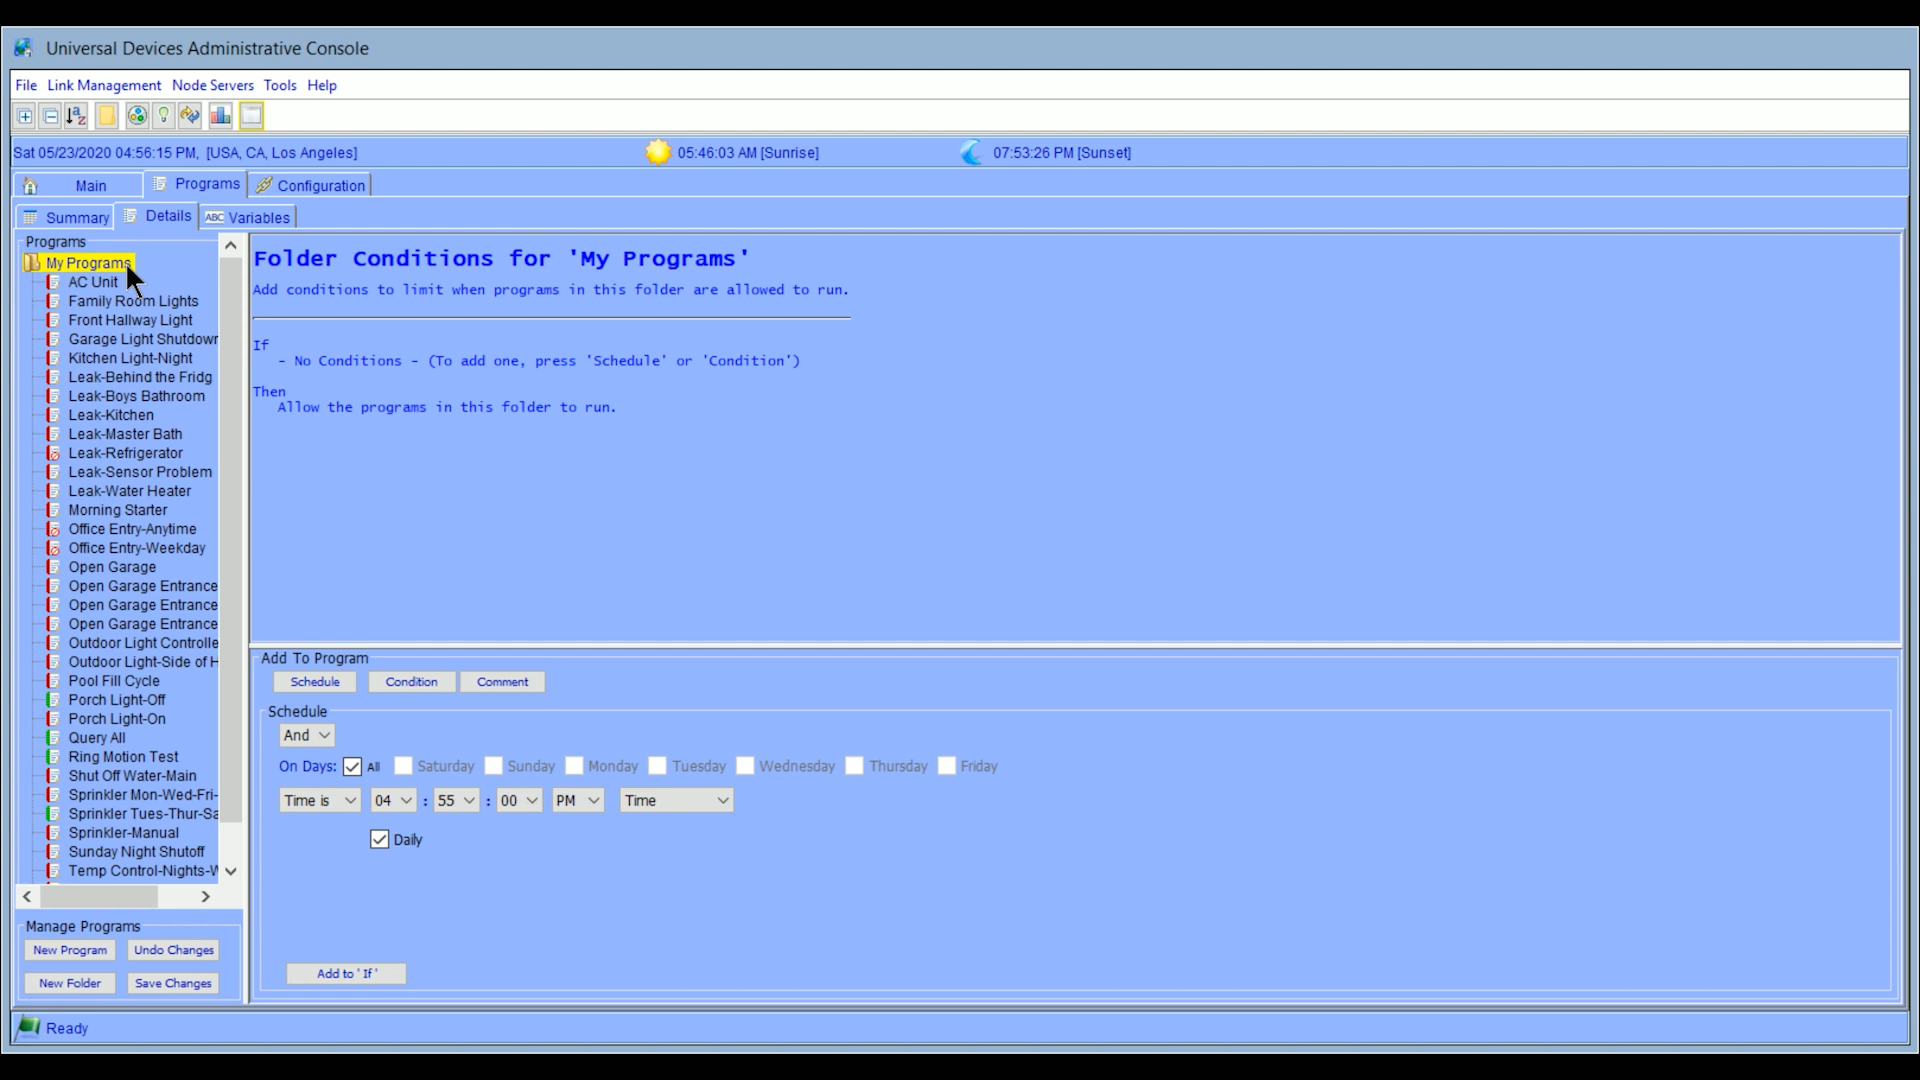 Universal Devices Administrative Console
File Link Management Node Servers Tools Help
Sat 05/23/2020 04:56:15 PM, [USA, CA, Los Angeles] 05:46:03 AM [Sunrise] 07:53:26 PM [Sunset]
Main Programs Configuration
Summary Details ABC Variables
Programs
My Programs
AC Unit
Family Room Lights
Front Hallway Light
Garage Light Shutdown
Kitchen Light-Night
Leak-Behind the Fridg
Leak-Boys Bathroom
Leak-Kitchen
Leak-Master Bath
Leak-Refrigerator
Leak-Sensor Problem
Leak-Water Heater
Morning Starter
Office Entry-Anytime
Office Entry-Weekday
Open Garage
Open Garage Entrance
Open Garage Entrance
Open Garage Entrance
Outdoor Light Controlle
Outdoor Light-Side of H
Pool Fill Cycle
Porch Light-Off
Porch Light-On
Query All
Ring Motion Test
Shut Off Water-Main
Sprinkler Mon-Wed-Fri-
Sprinkler Tues-Thur-Sa
Sprinkler-Manual
Sunday Night Shutoff
Temp Control-Nights-W
Manage Programs
New Program Undo Changes
New Folder Save Changes
Folder Conditions for 'My Programs'
Add conditions to limit when programs in this folder are allowed to run.
If
- No Conditions - (To add one, press 'Schedule' or 'Condition')
Then
Allow the programs in this folder to run.
Add To Program
Schedule Condition Comment
Schedule
And
On Days: All Saturday Sunday Monday Tuesday Wednesday Thursday Friday
Time is 04 : 55 : 00 PM Time
Daily
Add to 'If'
Ready